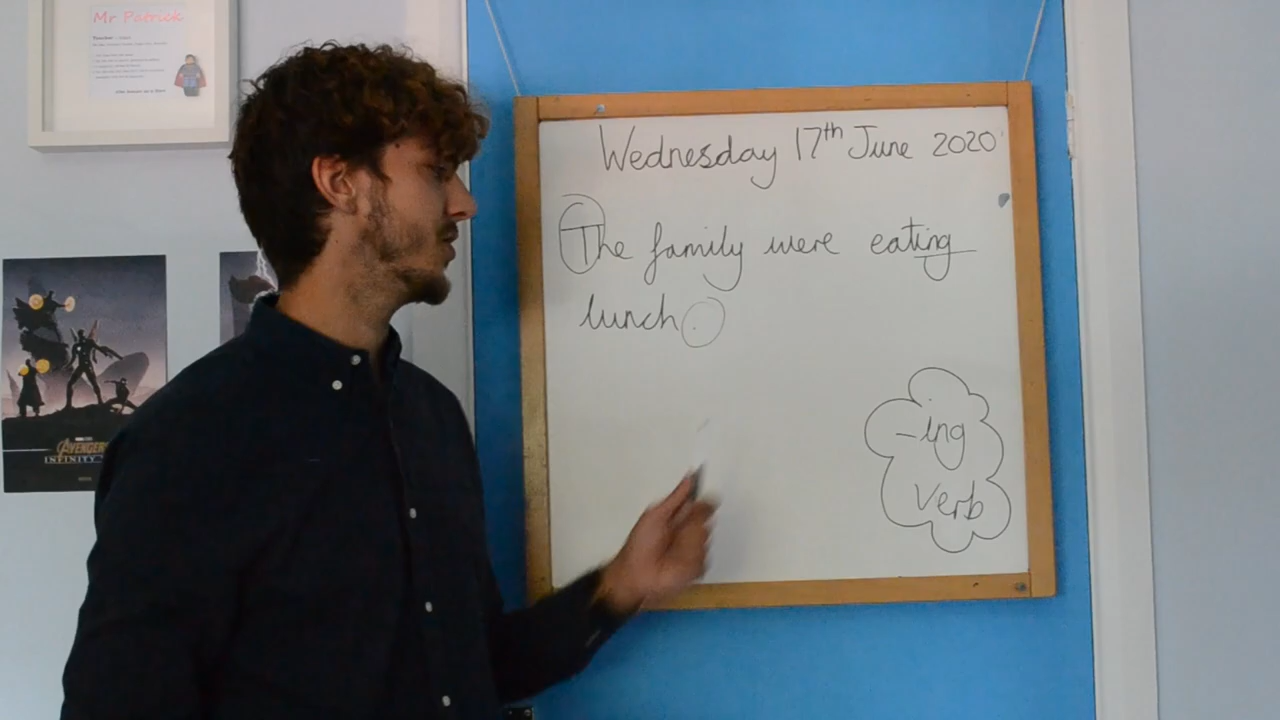 Mr Patrick
Wednesday 17th June 2020
The family were eating
lunch.
-ing
verb
AVENGERS
INFINITY